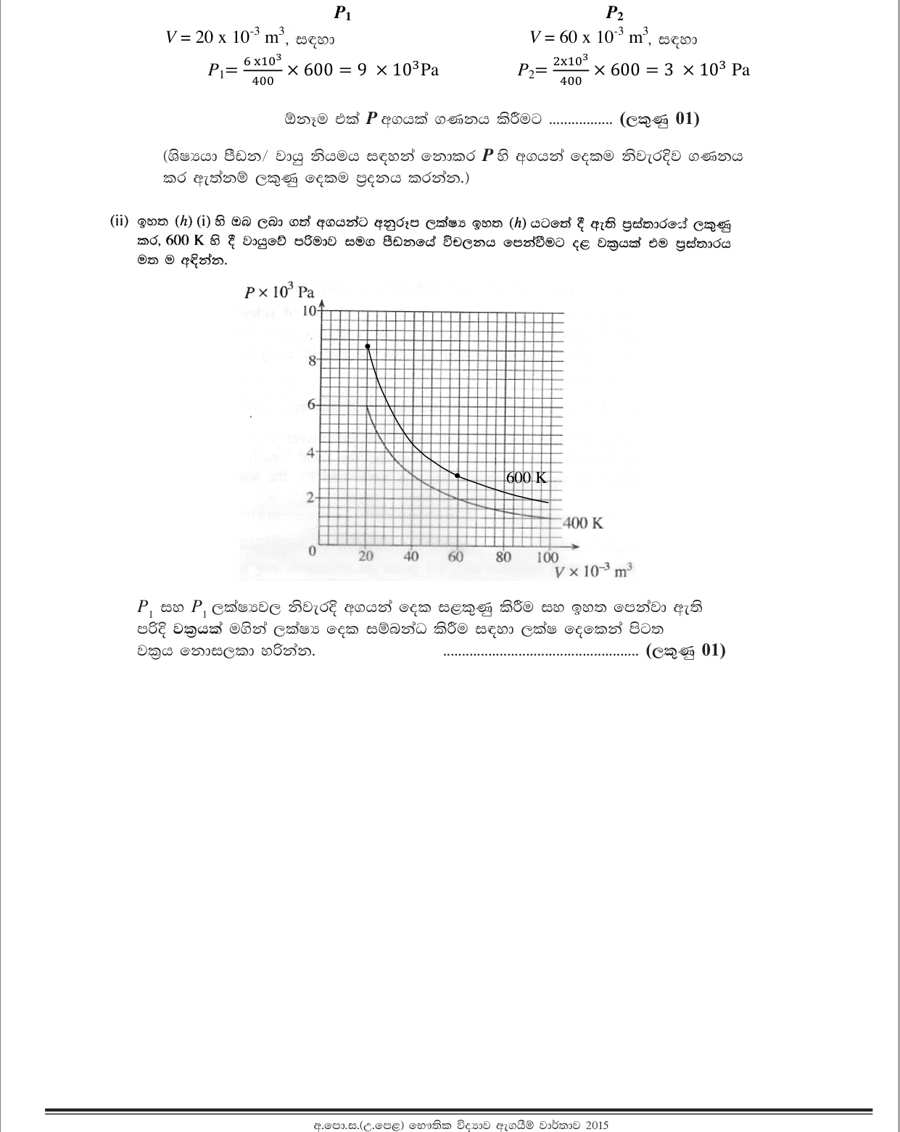 P₁ P₂
V = 20 x 10⁻³ m³, සඳහා V = 60 x 10⁻³ m³, සඳහා
P₁= 6 x10³/400 × 600 = 9 × 10³Pa P₂= 2x10³/400 × 600 = 3 × 10³ Pa
ඕනෑම එක් P අගයක් ගණනය කිරීමට ................. (ලකුණු 01)
(ශිෂ්‍යයා පීඩන/ වායු නියමය සඳහන් නොකර P හි අගයන් දෙකම නිවැරදිව ගණනය
කර ඇත්නම් ලකුණු දෙකම ප්‍රදනය කරන්න.)
(ii) ඉහත (h) (i) හි ඔබ ලබා ගත් අගයන්ට අනුරූප ලක්ෂ්‍ය ඉහත (h) යටතේ දී ඇති ප්‍රස්තාරයේ ලකුණු
කර, 600 K හි දී වායුවේ පරිමාව සමග පීඩනයේ විචලනය පෙන්වීමට දළ වක්‍රයක් එම ප්‍රස්තාරය
මත ම අඳින්න.
P × 10³ Pa
10
8
6
4
2
600 K
400 K
0 20 40 60 80 100
V × 10⁻³ m³
P₁ සහ P₁ ලක්ෂ්‍යවල නිවැරදි අගයන් දෙක සළකුණු කිරීම සහ ඉහත පෙන්වා ඇති
පරිදි වක්‍රයක් මගින් ලක්ෂ්‍ය දෙක සම්බන්ධ කිරීම සඳහා ලක්ෂ දෙකෙන් පිටත
වක්‍රය නොසලකා හරින්න. .................................................... (ලකුණු 01)
අ.පො.ස.(උ.පෙළ) භෞතික විද්‍යාව ඇගයීම් වාර්තාව 2015